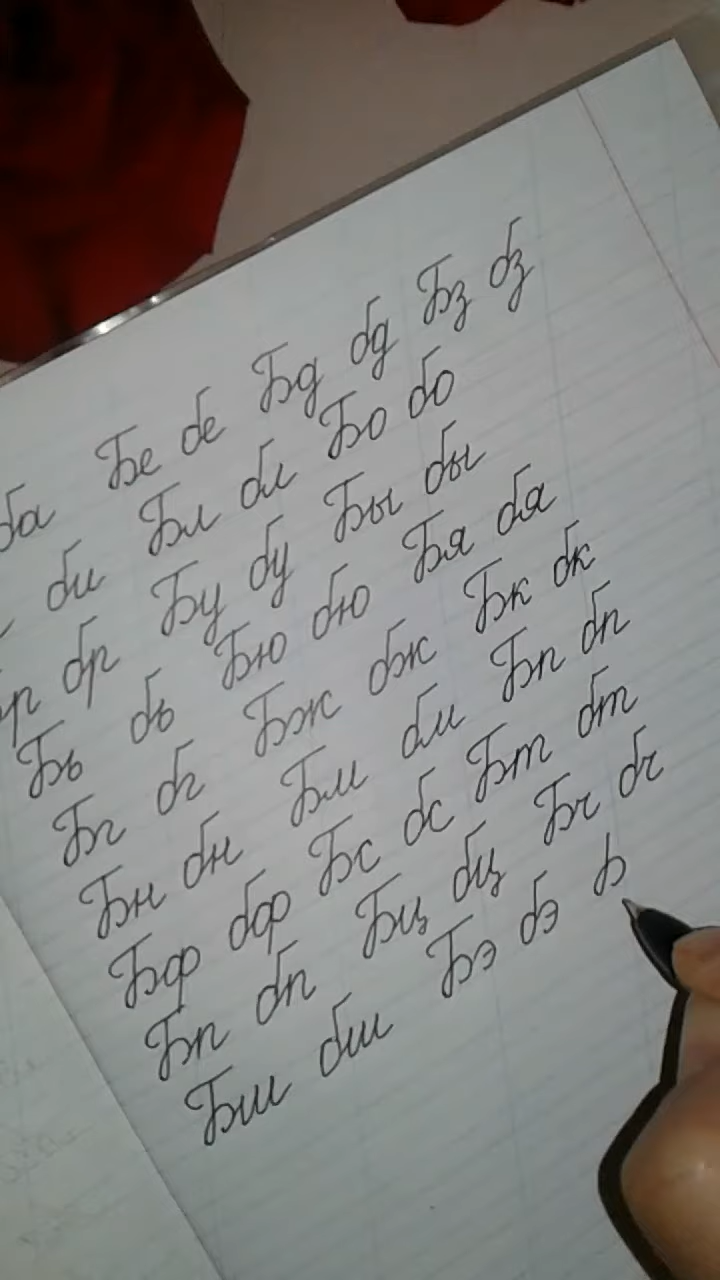 ба Бе бе Бд бд Бз бз
би Бл бл Бо бо
бр Бу бу Бы бы
Бь бь Бю бю Бя бя
Бг бг Бж бж Бк бк
Бн бн Бм бм Бп бп
Бф бф Бс бс Бт бт
Бп бп Бц бц Бч бч
Бш бш Бэ бэ